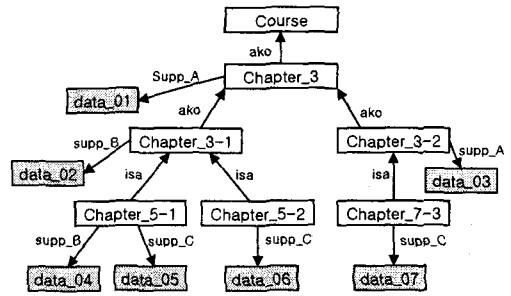 Course
ako
Supp_A
Chapter_3
data_01
ako
ako
supp_B
Chapter_3-1
Chapter_3-2
supp_A
data_02
isa
isa
isa
data_03
Chapter_5-1
Chapter_5-2
Chapter_7-3
supp_B
supp_C
supp_C
supp_C
data_04
data_05
data_06
data_07